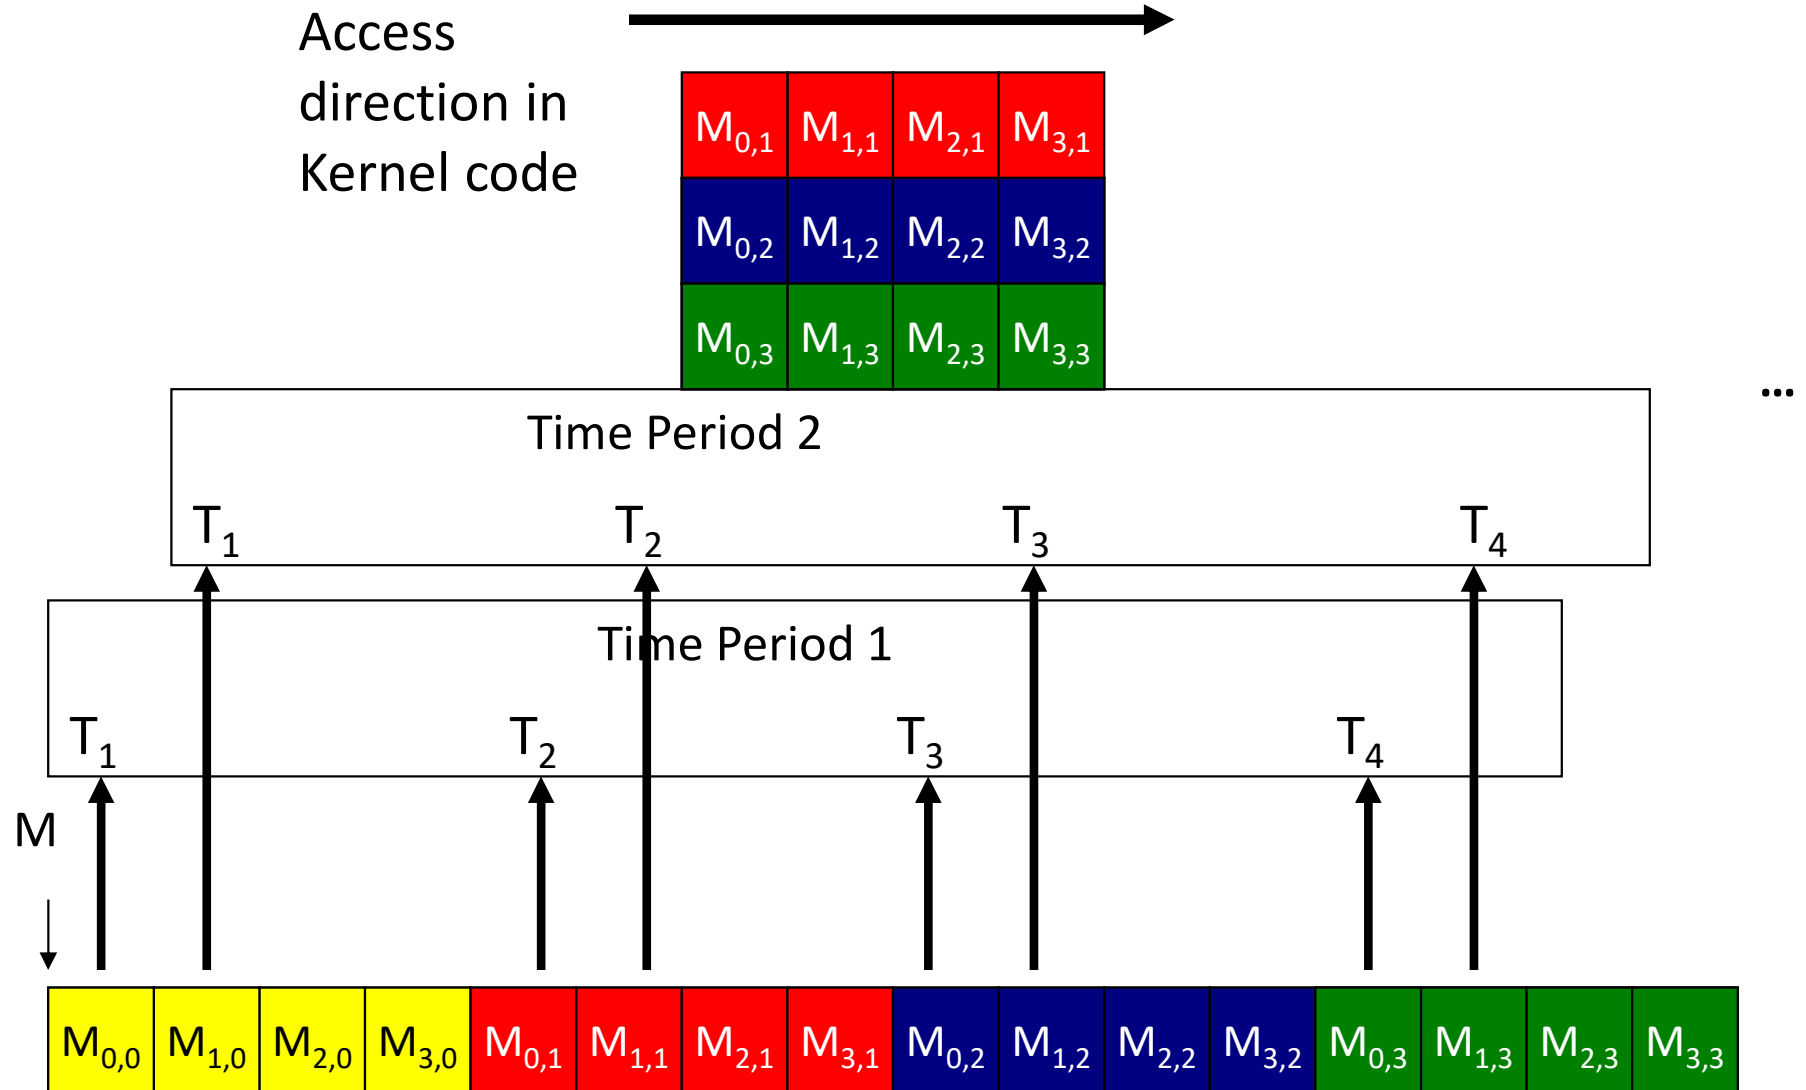 Access
direction in
Kernel code
M0,1 M1,1 M2,1 M3,1
M0,2 M1,2 M2,2 M3,2
M0,3 M1,3 M2,3 M3,3
...
Time Period 2
T1 T2 T3 T4
Time Period 1
T1 T2 T3 T4
M
M0,0 M1,0 M2,0 M3,0 M0,1 M1,1 M2,1 M3,1 M0,2 M1,2 M2,2 M3,2 M0,3 M1,3 M2,3 M3,3